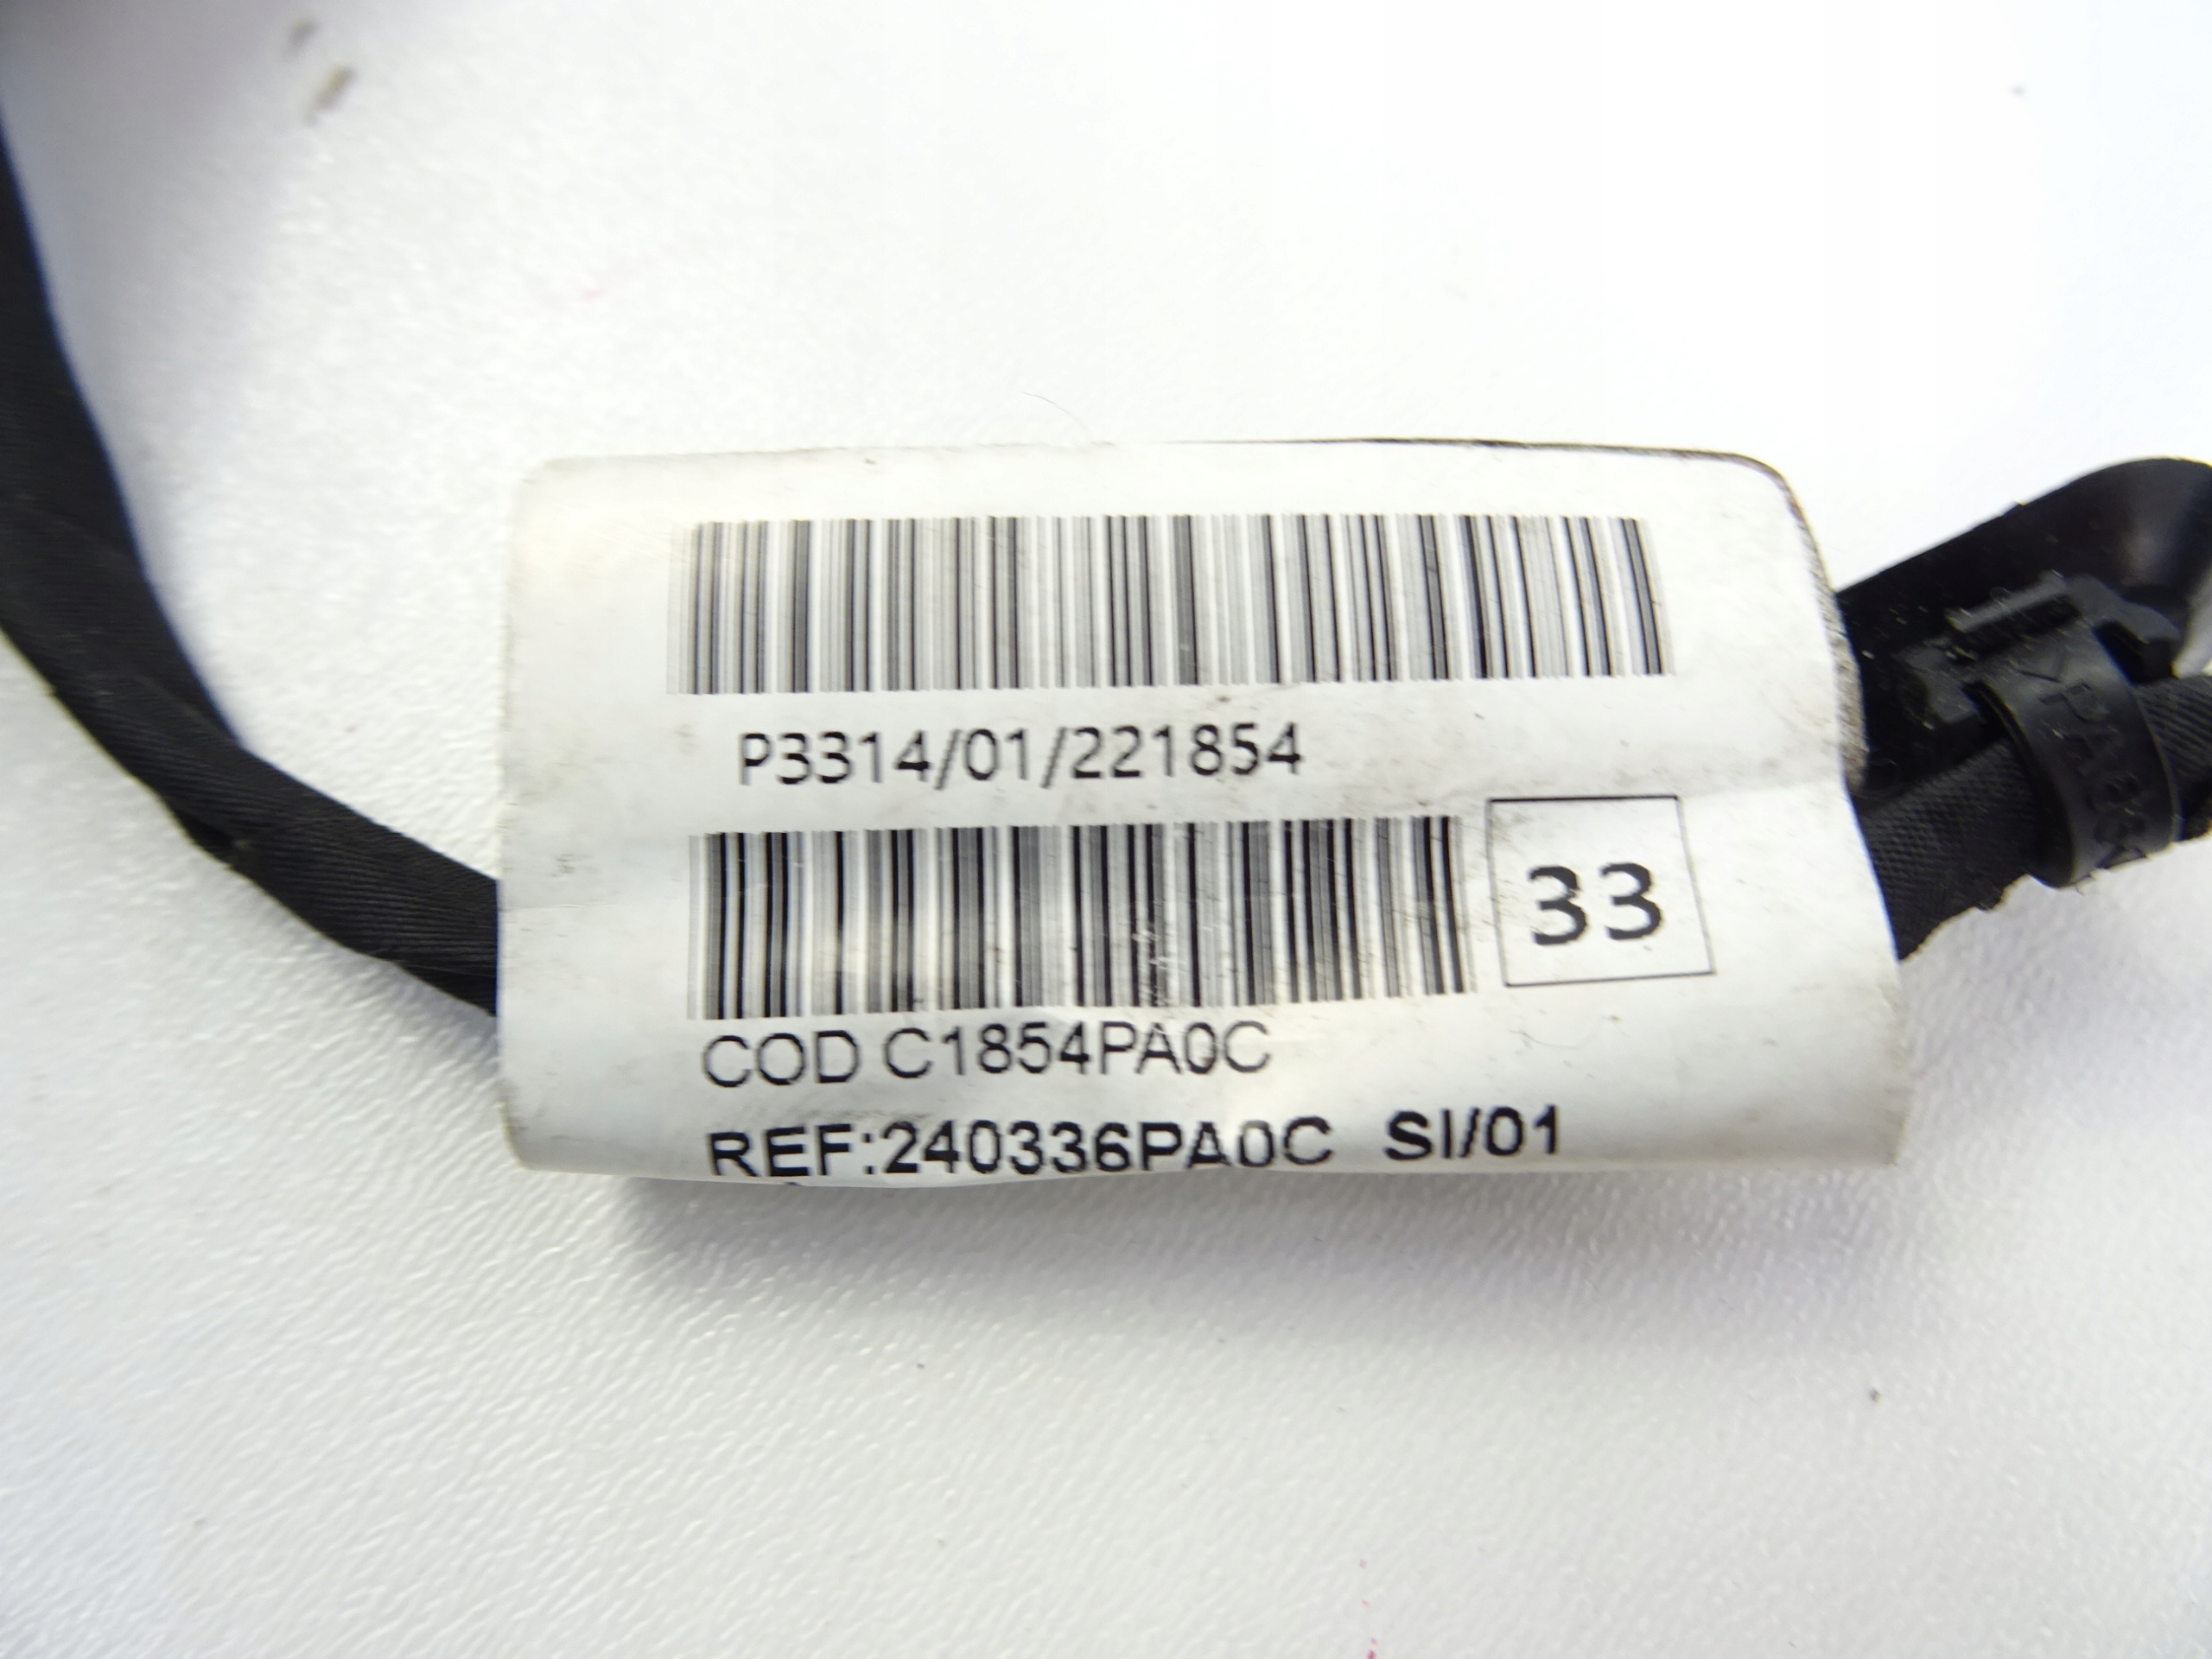 P3314/01/221854
33
COD C1854PA0C
REF:240336PA0C SI/01